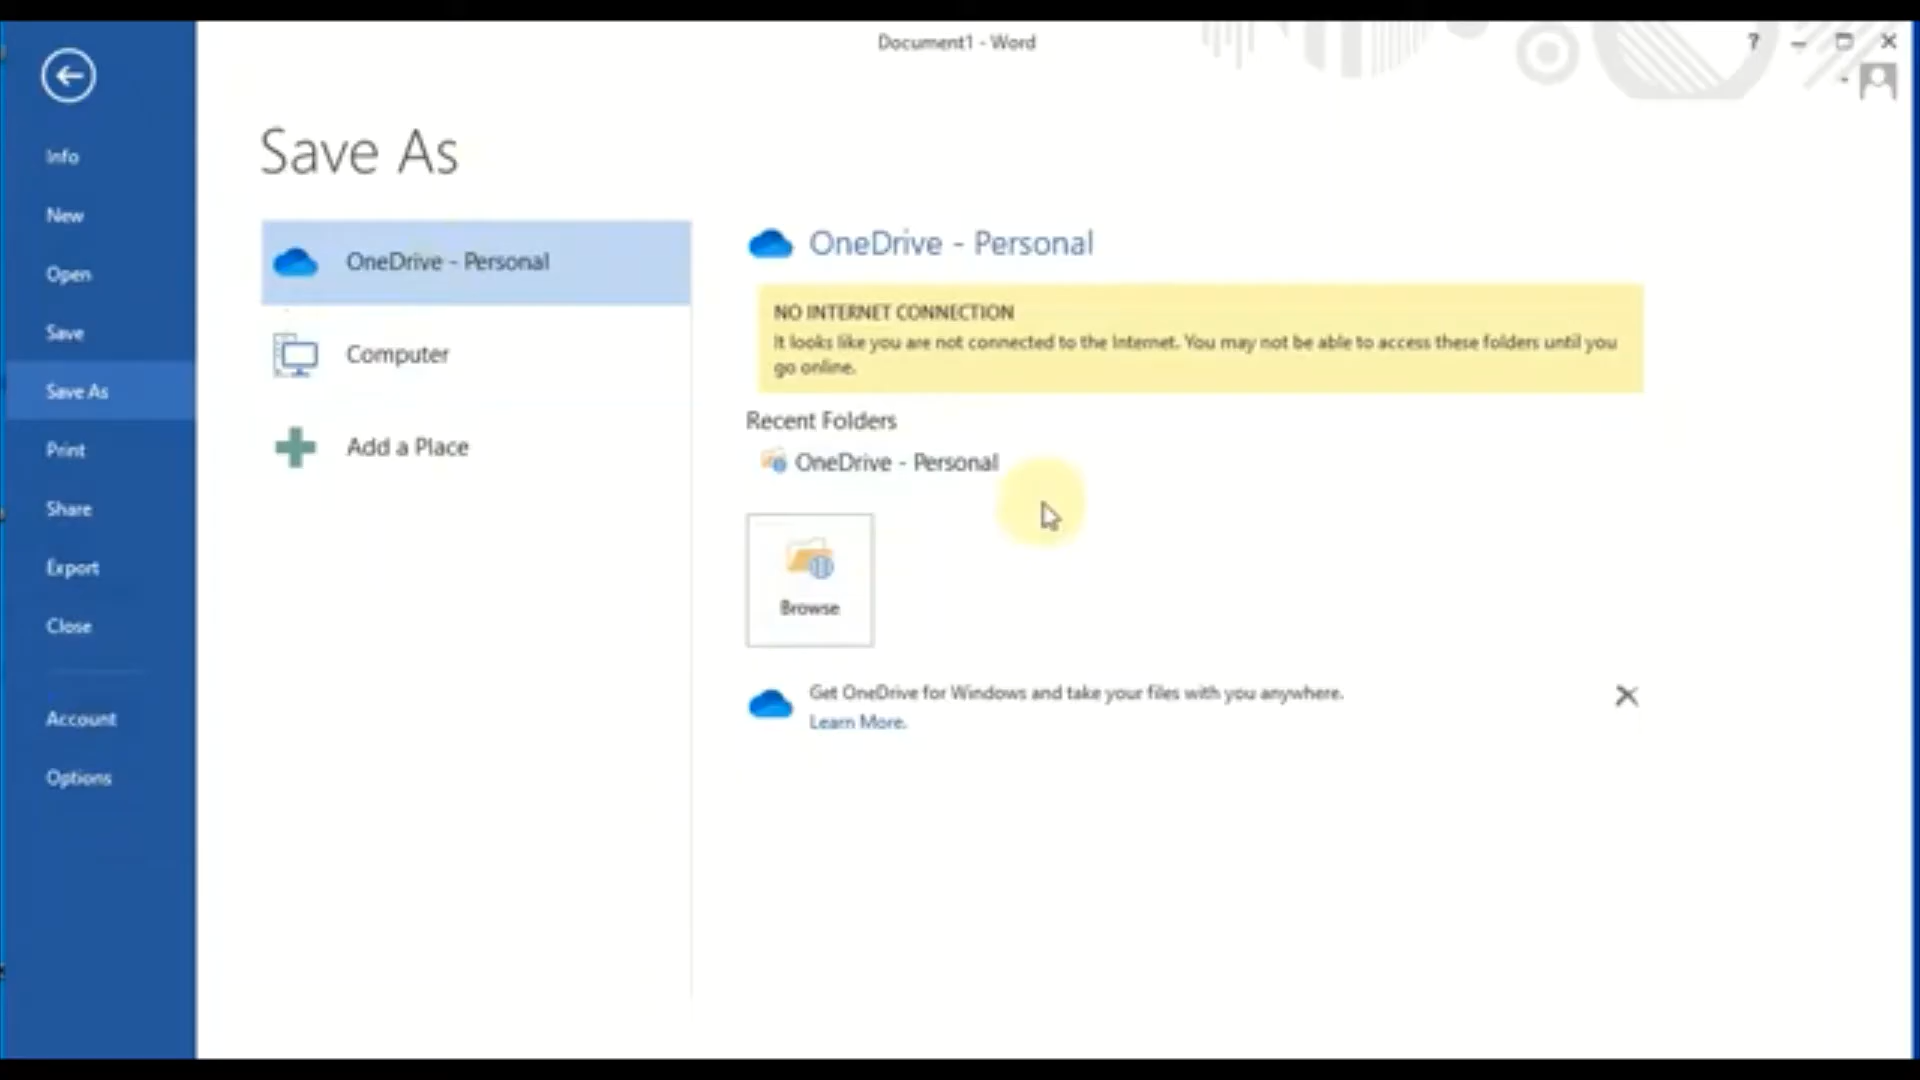 Document1 - Word
?
Save As
Info
New
Open
Save
Save As
Print
Share
Export
Close
Account
Options
OneDrive - Personal
Computer
Add a Place
OneDrive - Personal
NO INTERNET CONNECTION
It looks like you are not connected to the Internet. You may not be able to access these folders until you
go online.
Recent Folders
OneDrive - Personal
Browse
Get OneDrive for Windows and take your files with you anywhere.
Learn More.